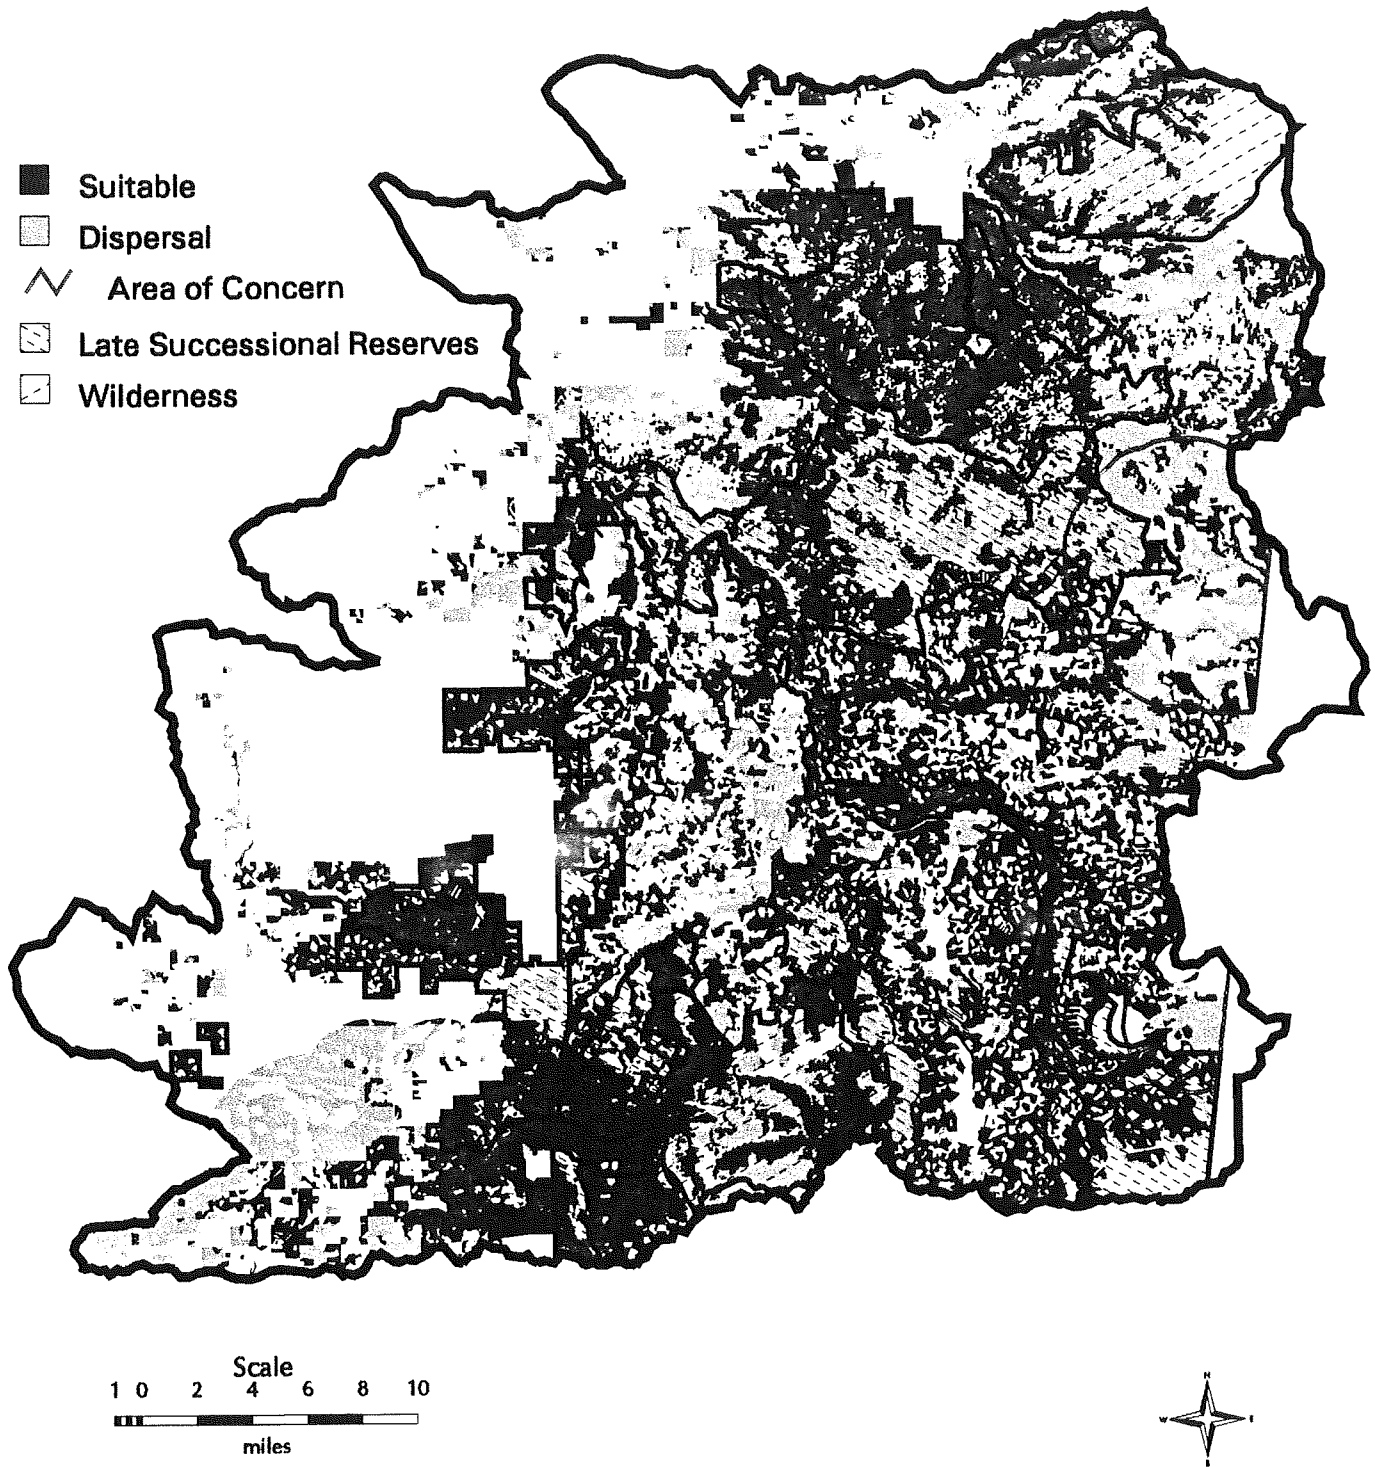 Suitable
Dispersal
Area of Concern
Late Successional Reserves
Wilderness
Scale
1 0 2 4 6 8 10
miles
N
W E
S